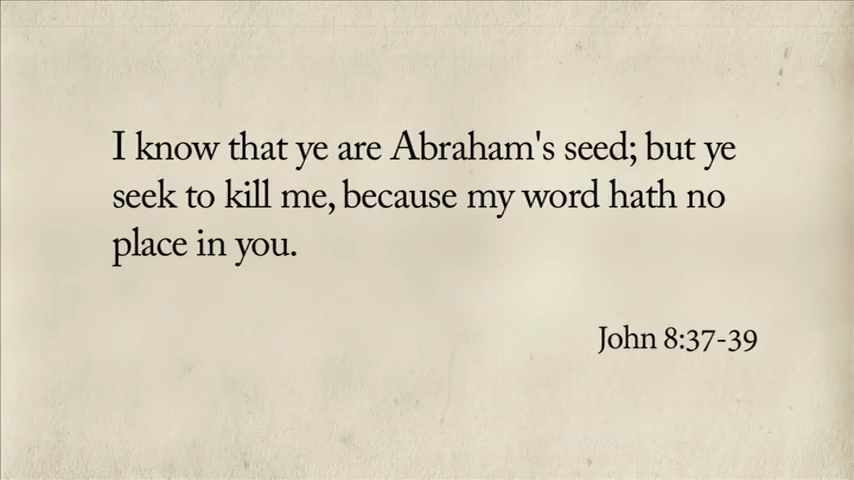 I know that ye are Abraham's seed; but ye
seek to kill me, because my word hath no
place in you.
John 8:37-39